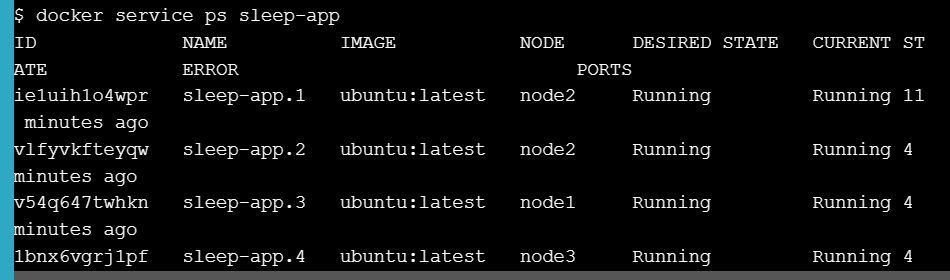 $ docker service ps sleep-app
ID NAME IMAGE NODE DESIRED STATE CURRENT ST
ATE ERROR PORTS
ie1uih1o4wpr sleep-app.1 ubuntu:latest node2 Running Running 11
minutes ago
vlfyvkfteyqw sleep-app.2 ubuntu:latest node2 Running Running 4
minutes ago
v54q647twhkn sleep-app.3 ubuntu:latest node1 Running Running 4
minutes ago
1bnx6vgrj1pf sleep-app.4 ubuntu:latest node3 Running Running 4